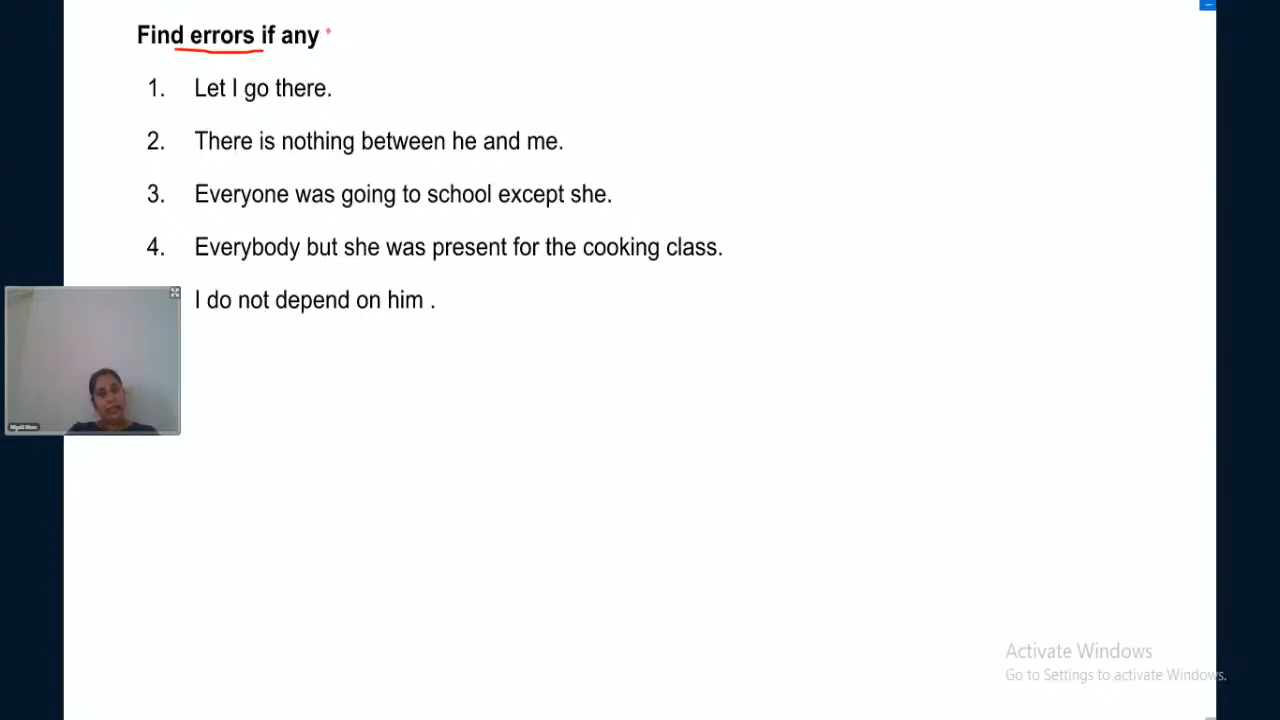 Find errors if any
1. Let I go there.
2. There is nothing between he and me.
3. Everyone was going to school except she.
4. Everybody but she was present for the cooking class.
I do not depend on him .
Activate Windows
Go to Settings to activate Windows.